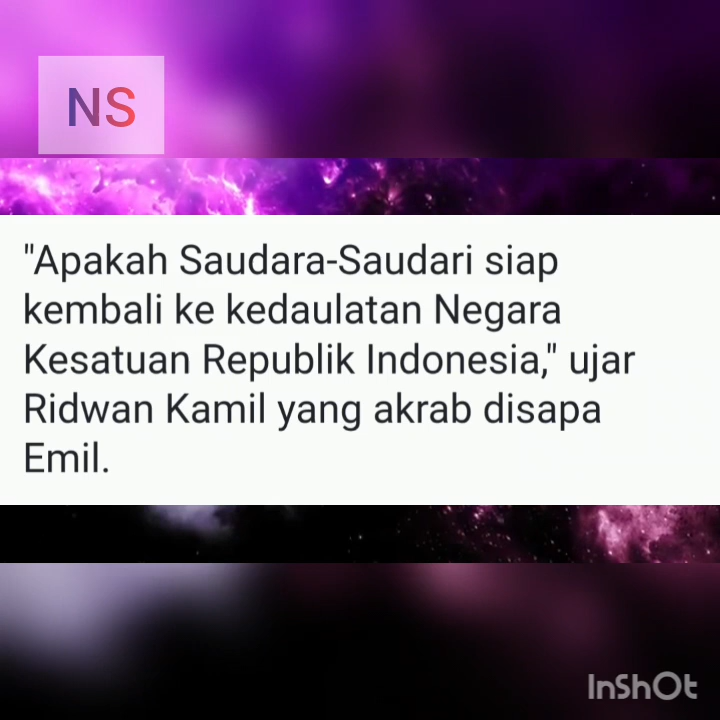 NS
"Apakah Saudara-Saudari siap
kembali ke kedaulatan Negara
Kesatuan Republik Indonesia," ujar
Ridwan Kamil yang akrab disapa
Emil.
InShOt